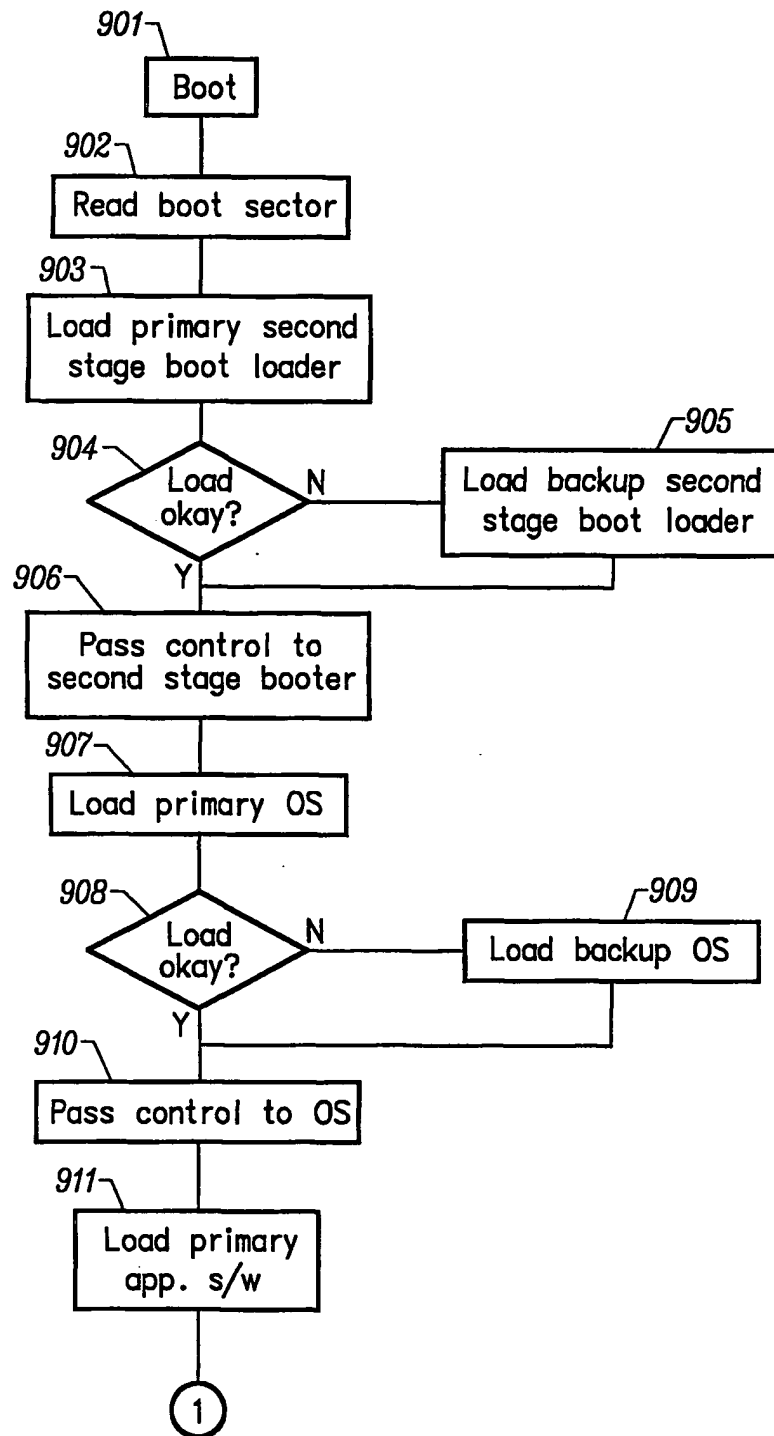 901
Boot
902
Read boot sector
903
Load primary second
stage boot loader
904
Load
okay?
N
905
Load backup second
stage boot loader
Y
906
Pass control to
second stage booter
907
Load primary OS
908
Load
okay?
N
909
Load backup OS
Y
910
Pass control to OS
911
Load primary
app. s/w
1